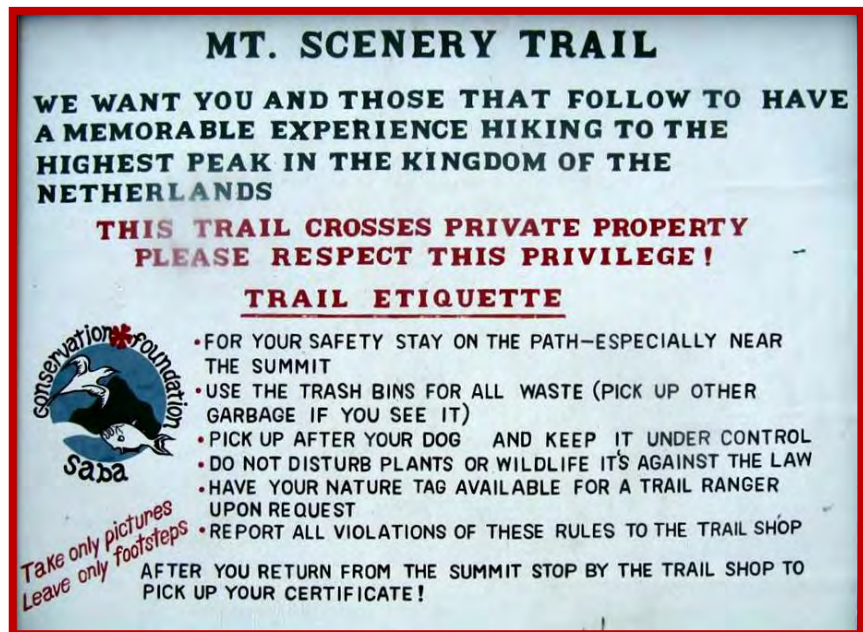 MT. SCENERY TRAIL
WE WANT YOU AND THOSE THAT FOLLOW TO HAVE
A MEMORABLE EXPERIENCE HIKING TO THE
HIGHEST PEAK IN THE KINGDOM OF THE
NETHERLANDS
THIS TRAIL CROSSES PRIVATE PROPERTY
PLEASE RESPECT THIS PRIVILEGE!
TRAIL ETIQUETTE
conservation foundation
saba
•FOR YOUR SAFETY STAY ON THE PATH–ESPECIALLY NEAR
THE SUMMIT
•USE THE TRASH BINS FOR ALL WASTE (PICK UP OTHER
GARBAGE IF YOU SEE IT)
•PICK UP AFTER YOUR DOG AND KEEP IT UNDER CONTROL
•DO NOT DISTURB PLANTS OR WILDLIFE IT'S AGAINST THE LAW
•HAVE YOUR NATURE TAG AVAILABLE FOR A TRAIL RANGER
UPON REQUEST
•REPORT ALL VIOLATIONS OF THESE RULES TO THE TRAIL SHOP
Take only pictures
Leave only footsteps
AFTER YOU RETURN FROM THE SUMMIT STOP BY THE TRAIL SHOP TO
PICK UP YOUR CERTIFICATE!